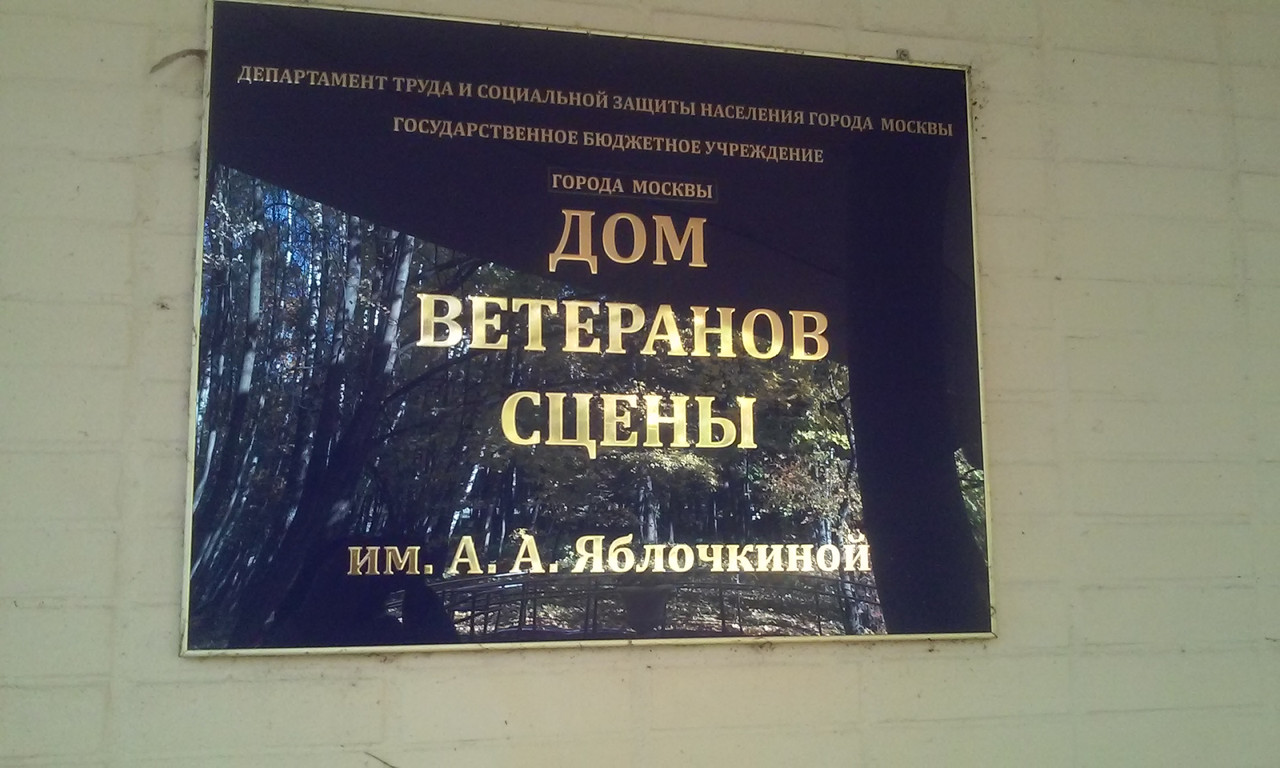 ДЕПАРТАМЕНТ ТРУДА И СОЦИАЛЬНОЙ ЗАЩИТЫ НАСЕЛЕНИЯ ГОРОДА МОСКВЫ
ГОСУДАРСТВЕННОЕ БЮДЖЕТНОЕ УЧРЕЖДЕНИЕ
ГОРОДА МОСКВЫ
ДОМ
ВЕТЕРАНОВ
СЦЕНЫ
им. А. А. Яблочкиной